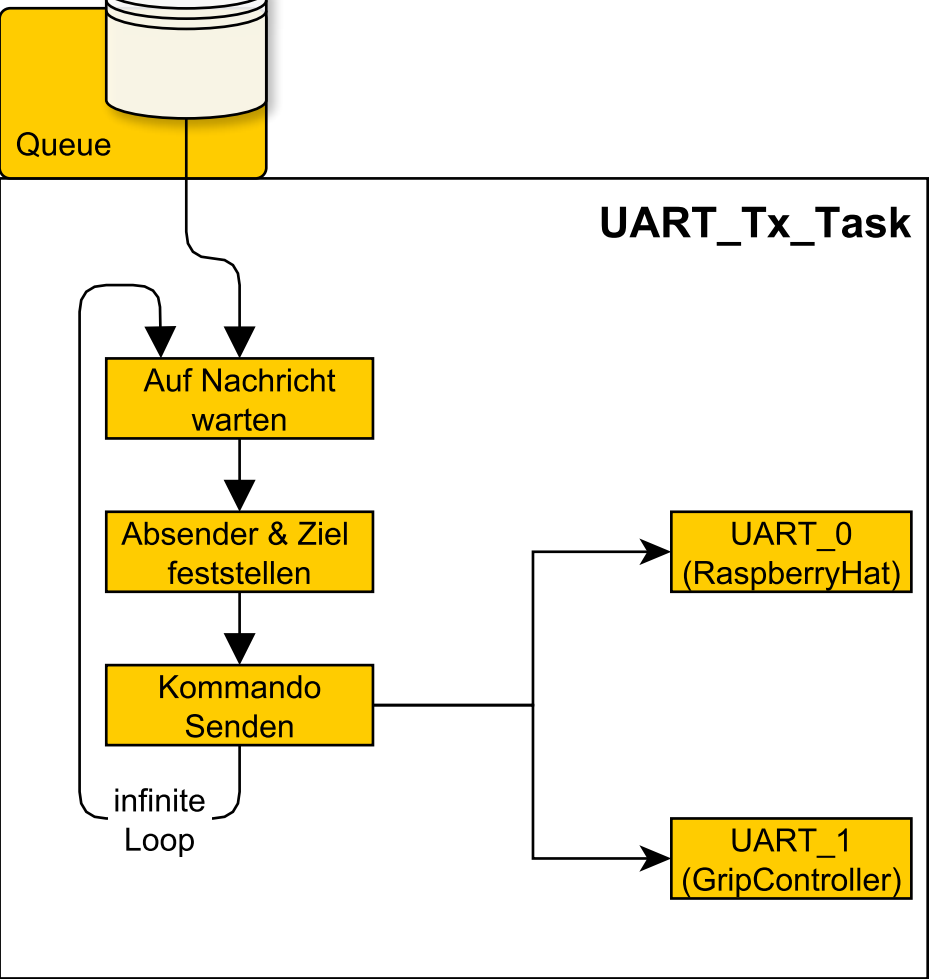 Queue
UART_Tx_Task
Auf Nachricht
warten
Absender & Ziel
feststellen
Kommando
Senden
infinite
Loop
UART_0
(RaspberryHat)
UART_1
(GripController)